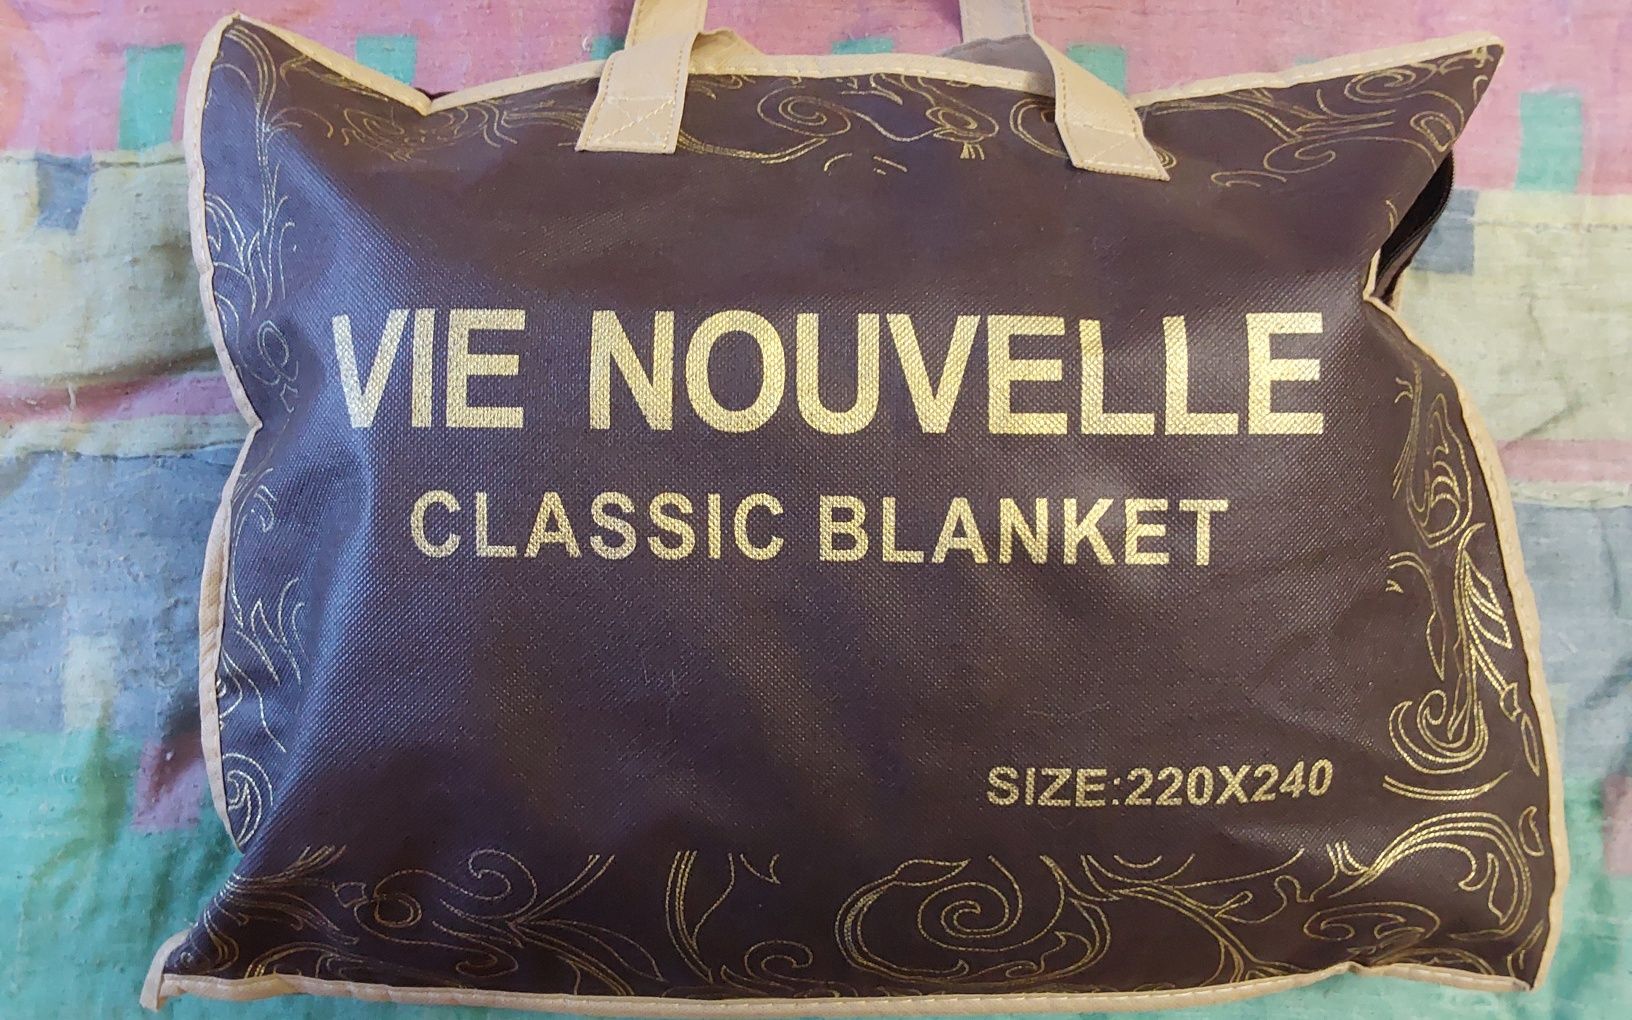 VIE NOUVELLE
CLASSIC BLANKET
SIZE:220X240